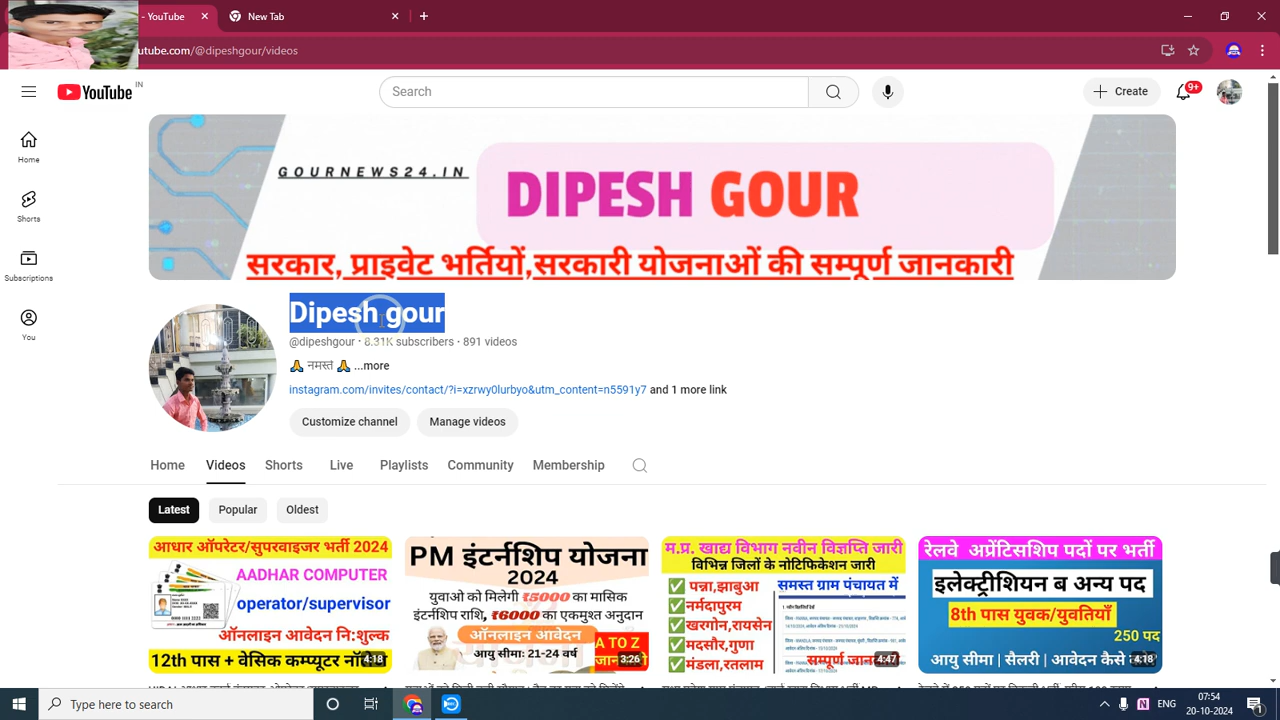 - YouTube
New Tab
utube.com/@dipeshgour/videos
YouTube IN
Search
Create
9+
Home
Shorts
Subscriptions
You
GOURNEWS24.IN
DIPESH GOUR
सरकार, प्राइवेट भर्तियों,सरकारी योजनाओं की सम्पूर्ण जानकारी
Dipesh gour
@dipeshgour • 8.31K subscribers • 891 videos
🙏 नमस्ते 🙏 ...more
instagram.com/invites/contact/?i=xzrwy0lurbyo&utm_content=n5591y7 and 1 more link
Customize channel
Manage videos
Home Videos Shorts Live Playlists Community Membership
Latest Popular Oldest
आधार ऑपरेटर/सुपरवाइजर भर्ती 2024
AADHAR COMPUTER
operator/supervisor
ऑनलाइन आवेदन नि:शुल्क
12th पास + वेसिक कम्प्यूटर
4:18
PM इंटर्नशिप योजना
2024
युवाओ को मिलेगी ₹5000 का मासिक
इंटर्नशिप राशि, ₹6000 का एकमुश्त अनुदान
ऑनलाइन आवेदन
A TO Z
आयु सीमा: 21-24 वर्ष
3:26
म.प्र. खाद्य विभाग नवीन विज्ञप्ति जारी
विभिन्न जिलों के नोटिफिकेशन जारी
✅ पन्ना,झाबुआ
समस्त ग्राम पंचायत में
✅ नर्मदापुरम
✅ खरगोन,रायसेन
✅ मदसौर,गुणा
✅ मंडला,रतलाम
सम्पूर्ण
4:47
रेलवे अप्रेंटिसशिप पदों पर भर्ती
इलेक्ट्रीशियन ब अन्य पद
8th पास युवक/युवतियाँ
250 पद
आयु सीमा | सैलरी | आवेदन कैसे
4:18
Type here to search
07:54
20-10-2024